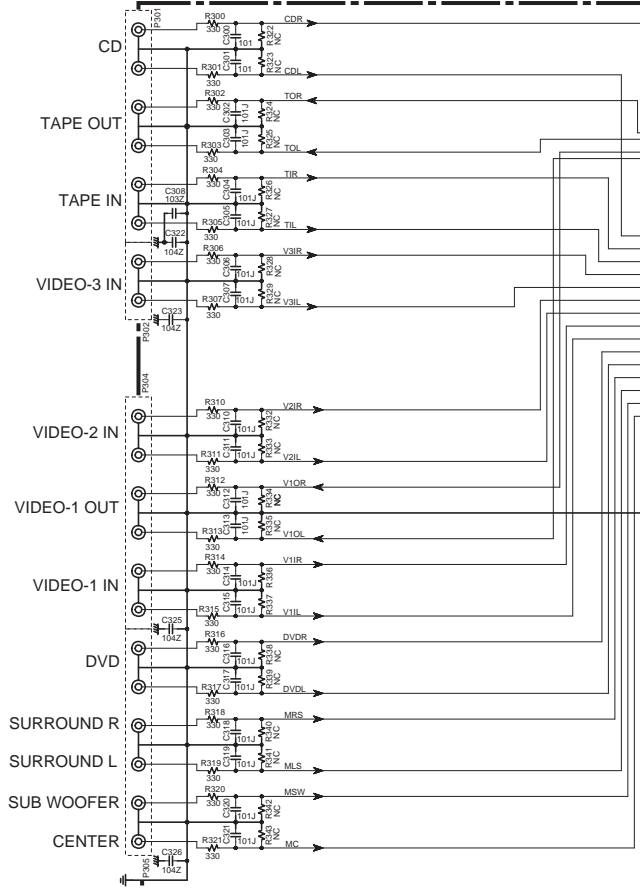 P301
CD
R300
330
C300
101
R322
NC
CDR
R301
330
C301
101
R323
NC
CDL
TAPE OUT
R302
330
C302
101J
R324
NC
TOR
R303
330
C303
101J
R325
NC
TOL
TAPE IN
R304
330
C304
101J
R326
NC
TIR
C308
103Z
R305
330
C305
101J
R327
NC
TIL
C322
104Z
VIDEO-3 IN
R306
330
C306
101J
R328
NC
V3IR
R307
330
C307
101J
R329
NC
V3IL
C323
104Z
P302
P304
VIDEO-2 IN
R310
330
C310
101J
R332
NC
V2IR
R311
330
C311
101J
R333
NC
V2IL
VIDEO-1 OUT
R312
330
C312
101J
R334
NC
V1OR
R313
330
C313
101J
R335
NC
V1OL
VIDEO-1 IN
R314
330
C314
101J
R336
V1IR
R315
330
C315
101J
R337
V1IL
C325
104Z
DVD
R316
330
C316
101J
R338
NC
DVDR
R317
330
C317
101J
R339
NC
DVDL
SURROUND R
R318
330
C318
101J
R340
NC
MRS
SURROUND L
R319
330
C319
101J
R341
NC
MLS
SUB WOOFER
R320
330
C320
101J
R342
NC
MSW
CENTER
R321
330
C321
101J
R343
NC
MC
C326
104Z
P305